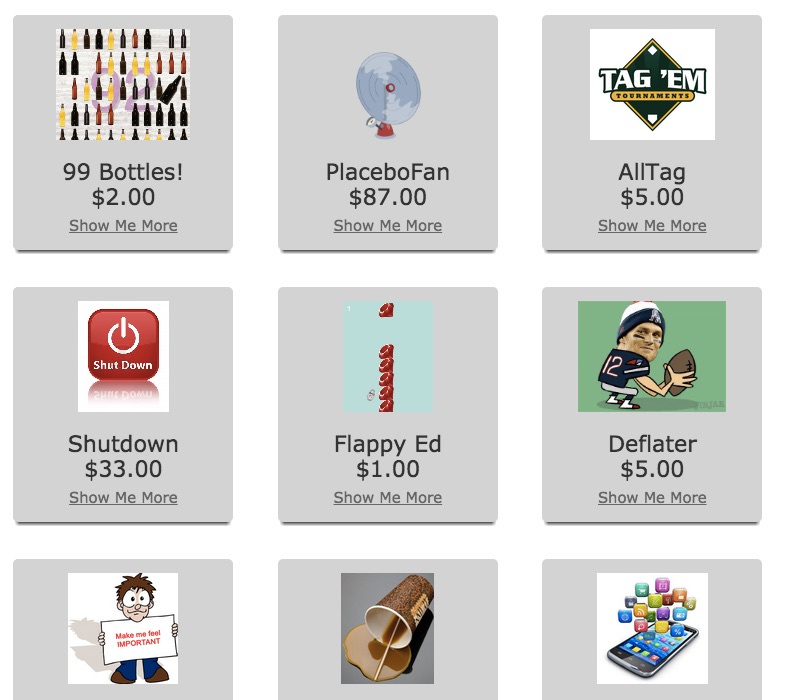 92
TAG 'EM
TOURNAMENTS
99 Bottles!
$2.00
Show Me More
PlaceboFan
$87.00
Show Me More
AllTag
$5.00
Show Me More
Shut Down
1
12
Shutdown
$33.00
Show Me More
Flappy Ed
$1.00
Show Me More
Deflater
$5.00
Show Me More
Make me feel
IMPORTANT